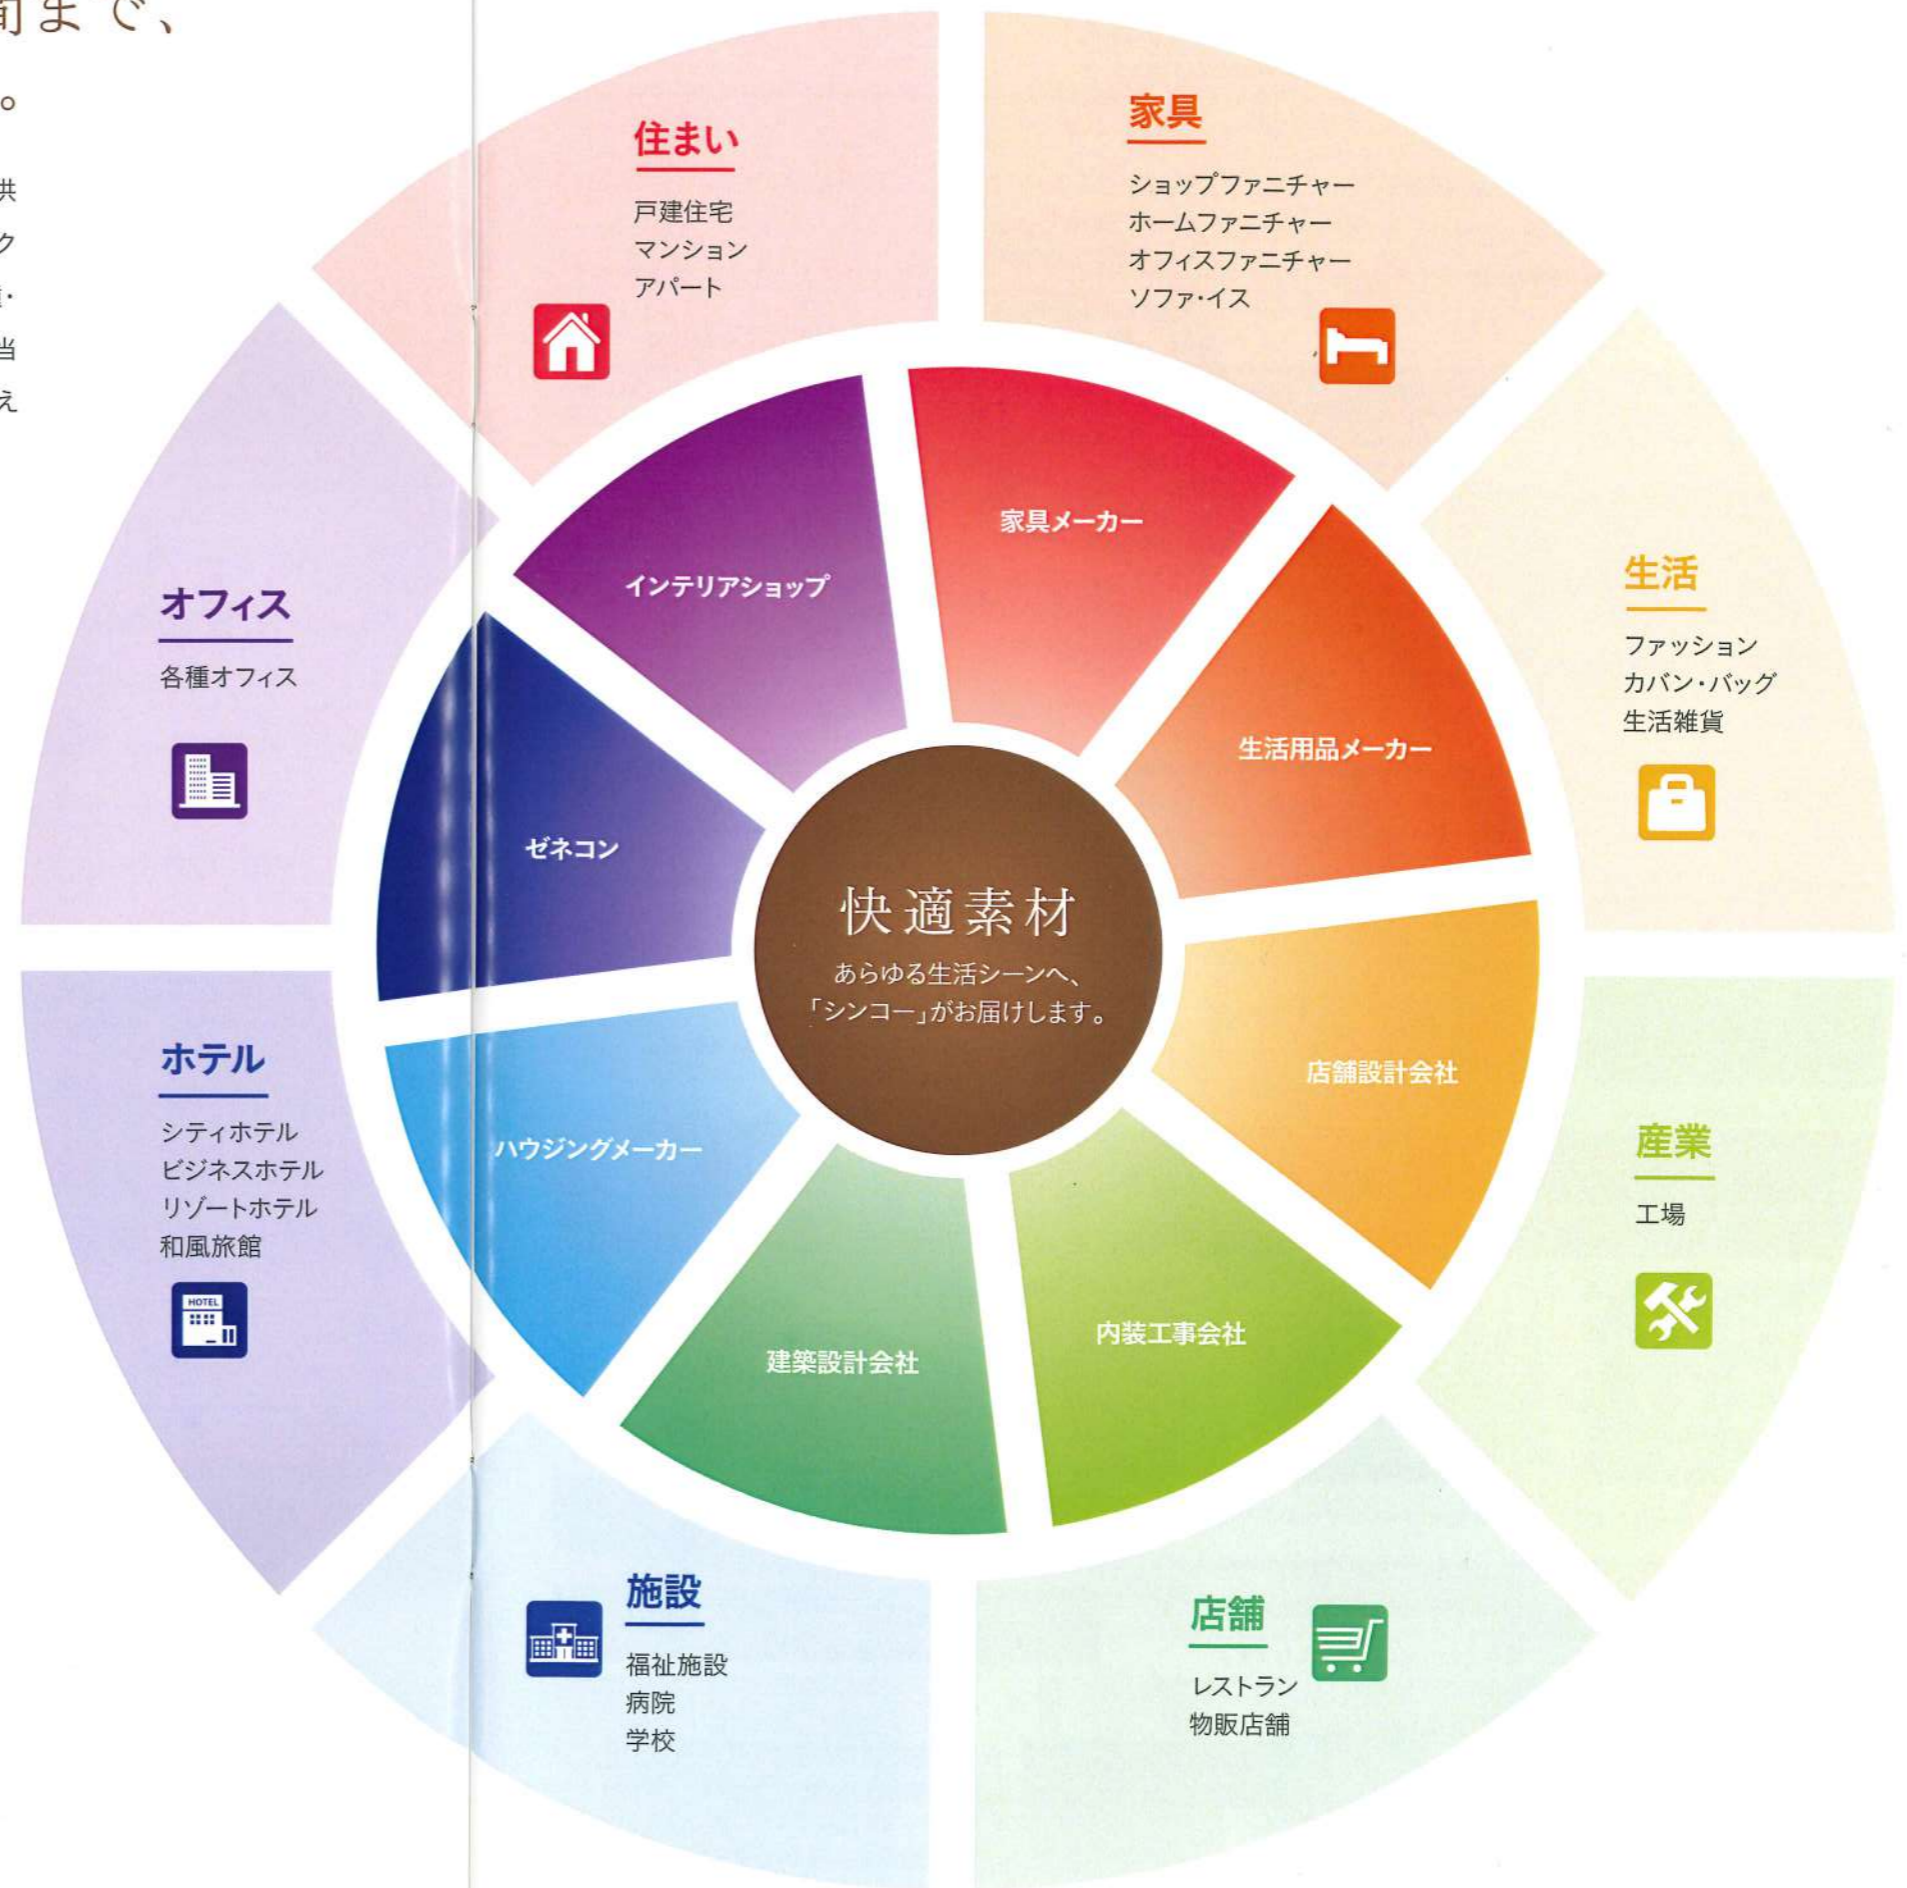 まで、
。
供
ク
・
当
え
住まい
戸建住宅
マンション
アパート
家具
ショップファニチャー
ホームファニチャー
オフィスファニチャー
ソファ・イス
生活
ファッション
カバン・バッグ
生活雑貨
産業
工場
店舗
レストラン
物販店舗
施設
福祉施設
病院
学校
ホテル
シティホテル
ビジネスホテル
リゾートホテル
和風旅館
HOTEL
オフィス
各種オフィス
インテリアショップ
家具メーカー
生活用品メーカー
店舗設計会社
内装工事会社
建築設計会社
ハウジングメーカー
ゼネコン
快適素材
あらゆる生活シーンへ、
「シンコー」がお届けします。